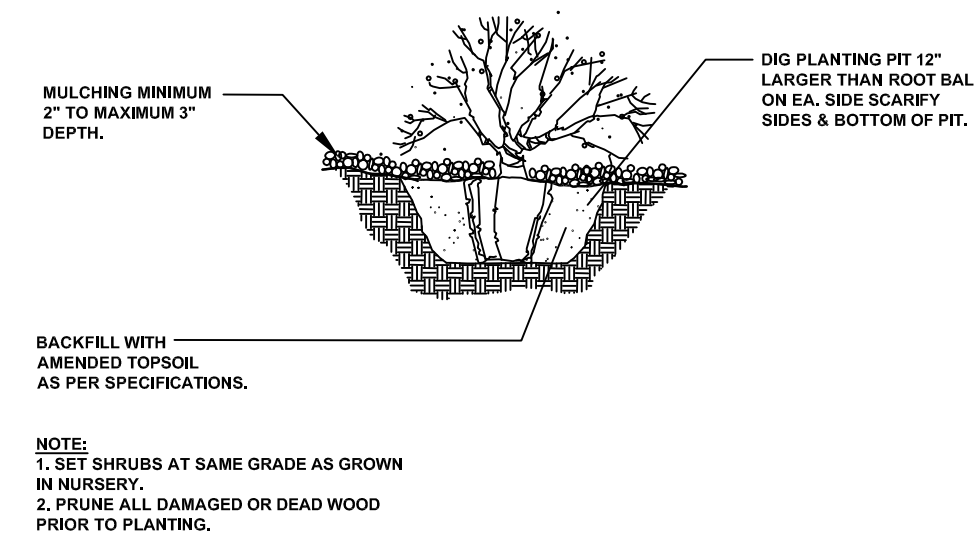 MULCHING MINIMUM
2" TO MAXIMUM 3"
DEPTH.
DIG PLANTING PIT 12"
LARGER THAN ROOT BAL
ON EA. SIDE SCARIFY
SIDES & BOTTOM OF PIT.
BACKFILL WITH
AMENDED TOPSOIL
AS PER SPECIFICATIONS.
NOTE:
1. SET SHRUBS AT SAME GRADE AS GROWN
IN NURSERY.
2. PRUNE ALL DAMAGED OR DEAD WOOD
PRIOR TO PLANTING.